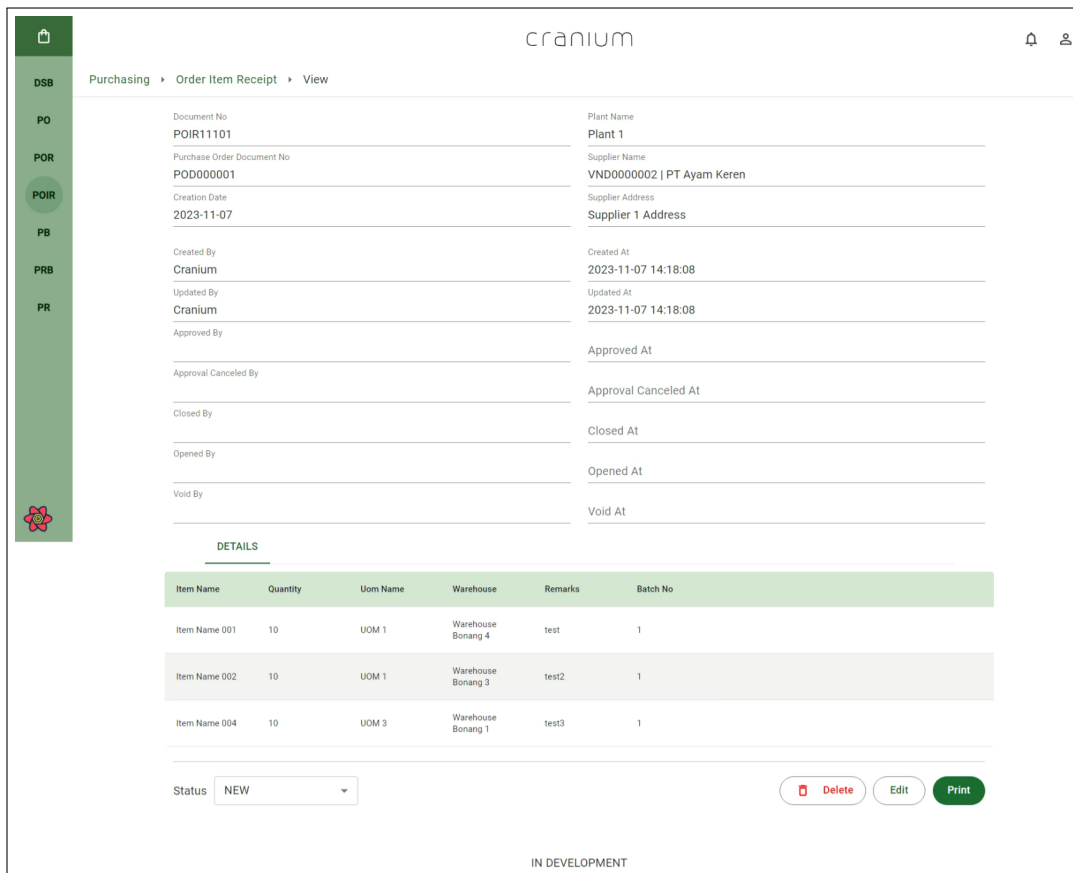 cranium
DSB
PO
POR
POIR
PB
PRB
PR
Purchasing Order Item Receipt View
Document No
POIR11101
Plant Name
Plant 1
Purchase Order Document No
POD000001
Supplier Name
VND0000002 | PT Ayam Keren
Creation Date
2023-11-07
Supplier Address
Supplier 1 Address
Created By
Cranium
Created At
2023-11-07 14:18:08
Updated By
Cranium
Updated At
2023-11-07 14:18:08
Approved By
Approved At
Approval Canceled By
Approval Canceled At
Closed By
Closed At
Opened By
Opened At
Void By
Void At
DETAILS
Item Name Quantity Uom Name Warehouse Remarks Batch No
Item Name 001 10 UOM 1 Warehouse Bonang 4 test 1
Item Name 002 10 UOM 1 Warehouse Bonang 3 test2 1
Item Name 004 10 UOM 3 Warehouse Bonang 1 test3 1
Status NEW Delete Edit Print
IN DEVELOPMENT